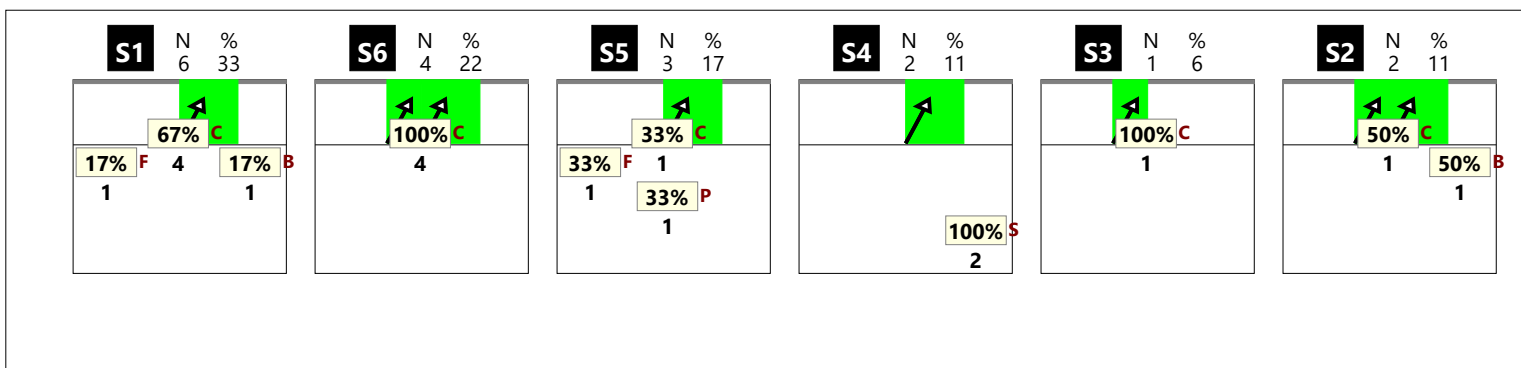 S1 N % 6 33
67% C
4
17% F
1
17% B
1
S6 N % 4 22
100% C
4
S5 N % 3 17
33% C
1
33% F
1
33% P
1
S4 N % 2 11
100% S
2
S3 N % 1 6
100% C
1
S2 N % 2 11
50% C
1
50% B
1